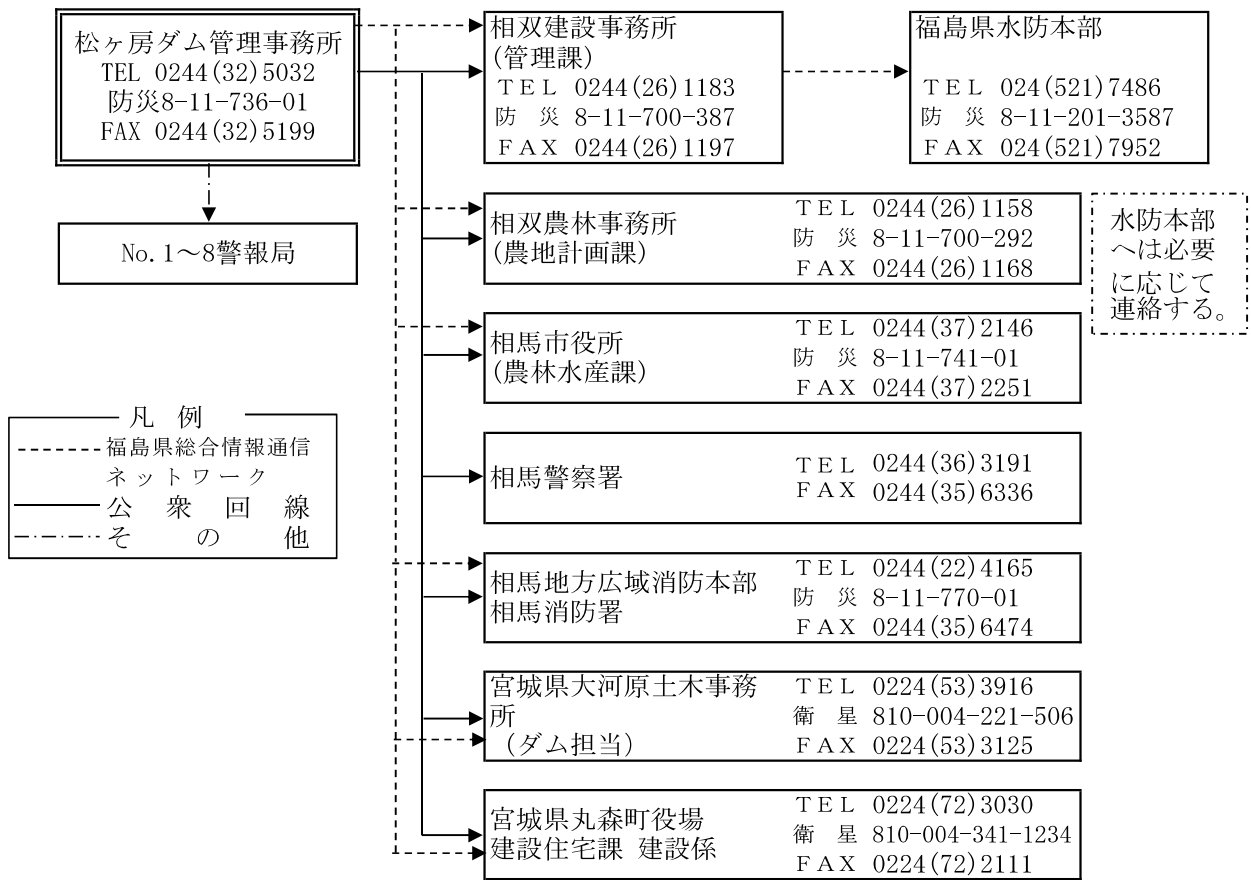 松ヶ房ダム管理事務所
TEL 0244(32)5032
防災8-11-736-01
FAX 0244(32)5199
No.1～8警報局
相双建設事務所
(管理課)
ＴＥＬ 0244(26)1183
防　災 8-11-700-387
ＦＡＸ 0244(26)1197
福島県水防本部
ＴＥＬ 024(521)7486
防　災 8-11-201-3587
ＦＡＸ 024(521)7952
相双農林事務所
(農地計画課)
ＴＥＬ 0244(26)1158
防　災 8-11-700-292
ＦＡＸ 0244(26)1168
水防本部
へは必要
に応じて
連絡する。
相馬市役所
(農林水産課)
ＴＥＬ 0244(37)2146
防　災 8-11-741-01
ＦＡＸ 0244(37)2251
相馬警察署
ＴＥＬ 0244(36)3191
ＦＡＸ 0244(35)6336
相馬地方広域消防本部
相馬消防署
ＴＥＬ 0244(22)4165
防　災 8-11-770-01
ＦＡＸ 0244(35)6474
宮城県大河原土木事務
所
（ダム担当）
ＴＥＬ 0224(53)3916
衛　星 810-004-221-506
ＦＡＸ 0224(53)3125
宮城県丸森町役場
建設住宅課 建設係
ＴＥＬ 0224(72)3030
衛　星 810-004-341-1234
ＦＡＸ 0224(72)2111
凡　例
福島県総合情報通信
ネットワーク
公　衆　回　線
そ　の　他